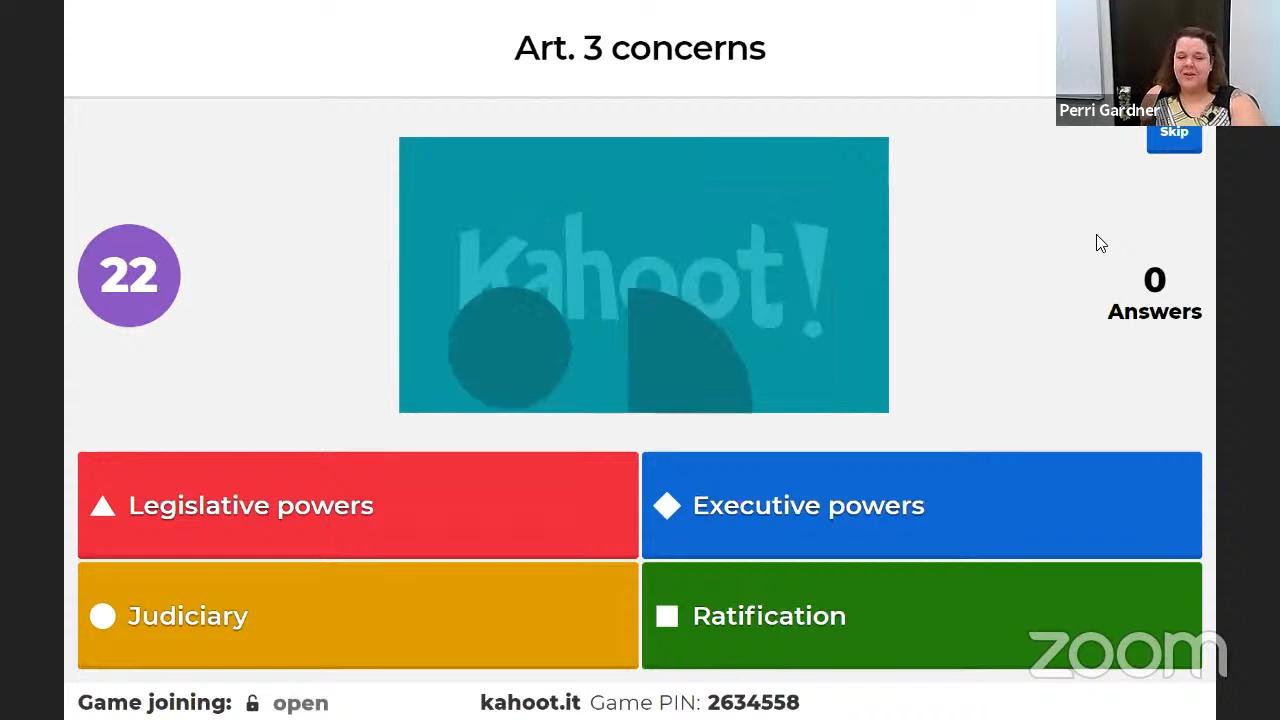 Art. 3 concerns
Perri Gardner
Skip
22
Kahoot!
0
Answers
Legislative powers
Executive powers
Judiciary
Ratification
zoom
Game joining: open
kahoot.it Game PIN: 2634558